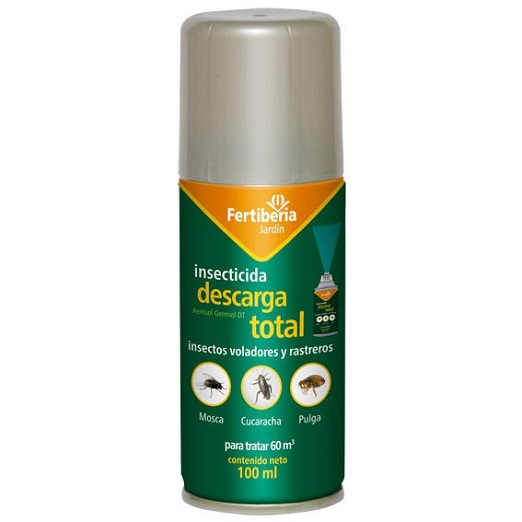 Fertiberia
Jardín
insecticida
descarga
Aerosol Germiol DT
total
insectos voladores y rastreros
Mosca
Cucaracha
Pulga
para tratar 60 m³
contenido neto
100 ml